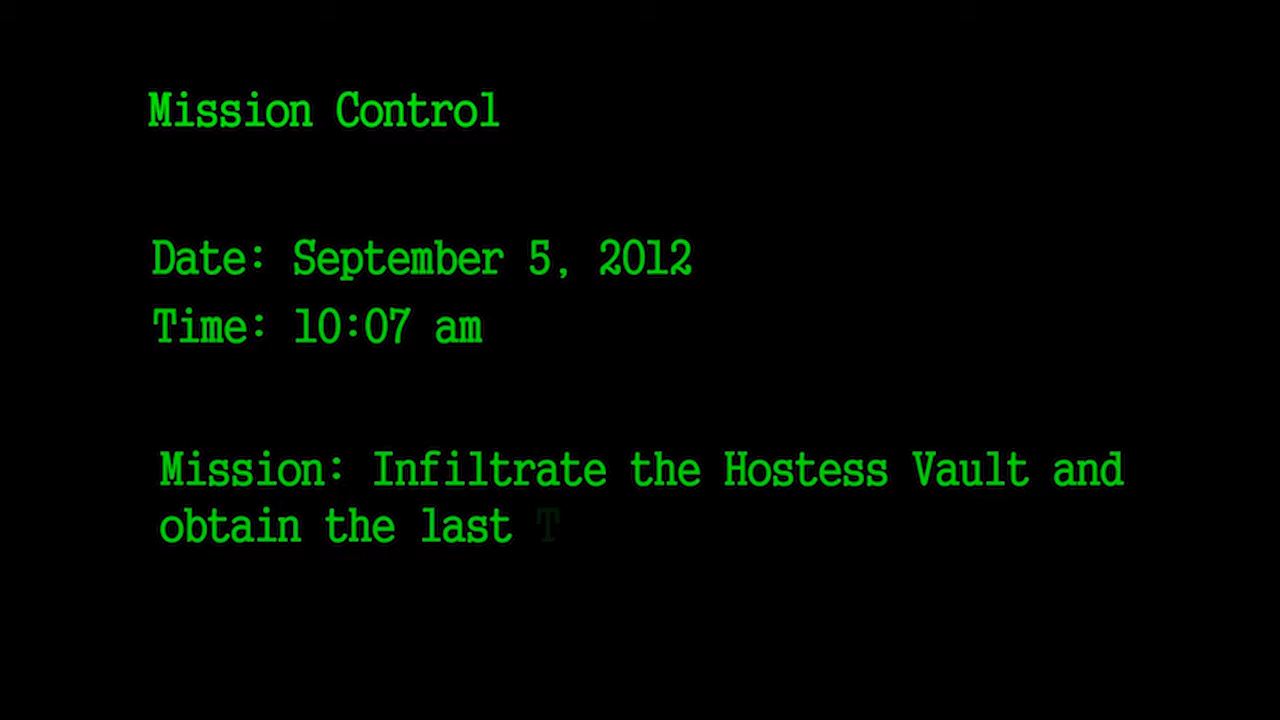 Mission Control
Date: September 5, 2012
Time: 10:07 am
Mission: Infiltrate the Hostess Vault and
obtain the last T